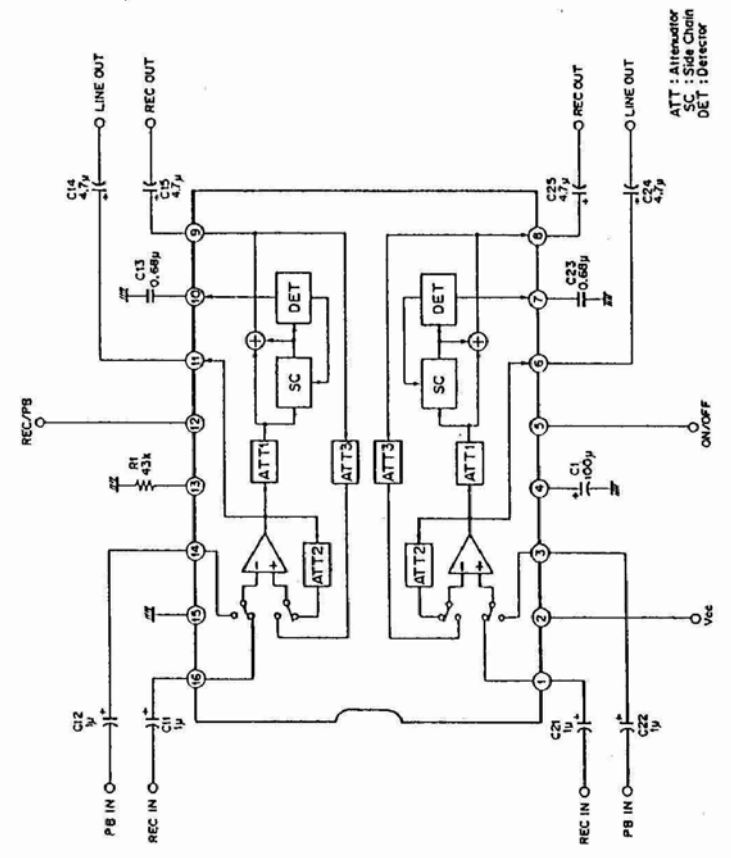 ATT : Attenuator
SC : Side Chain
DET : Detector
LINE OUT
REC OUT
C14
4.7μ
C15
4.7μ
C13
0.68μ
REC/PB
R1
43k
C12
1μ
C11
1μ
PB IN
REC IN
9
10
11
12
13
14
15
16
DET
SC
ATT1
ATT3
ATT2
− +
DET
SC
ATT3
ATT1
ATT2
− +
8
7
6
5
4
3
2
1
REC OUT
LINE OUT
C25
4.7μ
C24
4.7μ
C23
0.68μ
ON/OFF
C1
100μ
Vcc
C21
1μ
C22
1μ
REC IN
PB IN